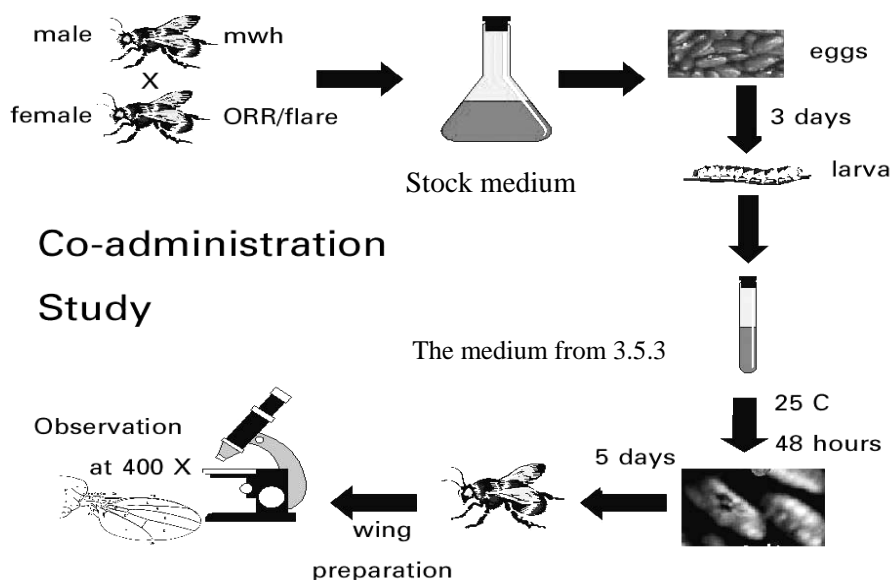 male mwh
X
female ORR/flare
Stock medium
eggs
3 days
larva
Co-administration
Study
The medium from 3.5.3
25 C
48 hours
5 days
wing
preparation
Observation
at 400 X